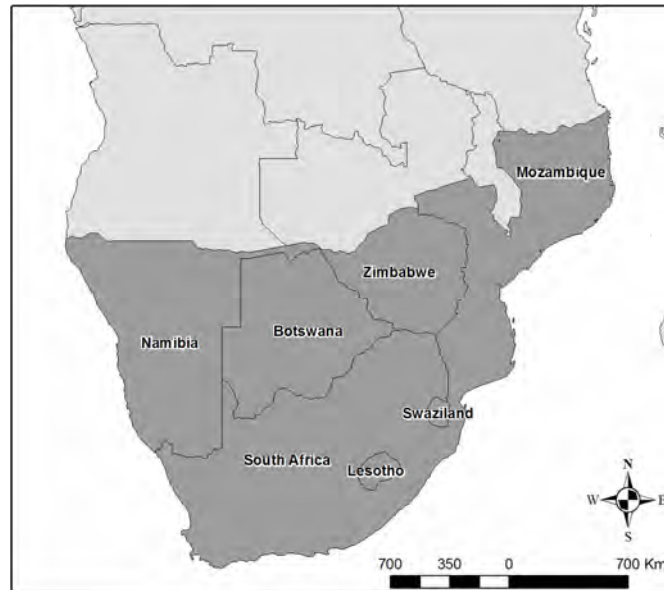 Mozambique
Zimbabwe
Namibia
Botswana
Swaziland
South Africa
Lesotho
N
W E
S
700 350 0 700 Km